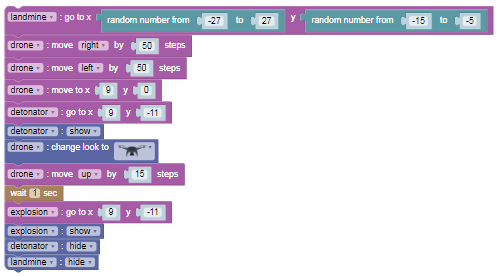 landmine : go to x random number from -27 to 27 y random number from -15 to -5
drone : move right by 50 steps
drone : move left by 50 steps
drone : move to x 9 y 0
detonator : go to x 9 y -11
detonator : show
drone : change look to
drone : move up by 15 steps
wait 1 sec
explosion : go to x 9 y -11
explosion : show
detonator : hide
landmine : hide